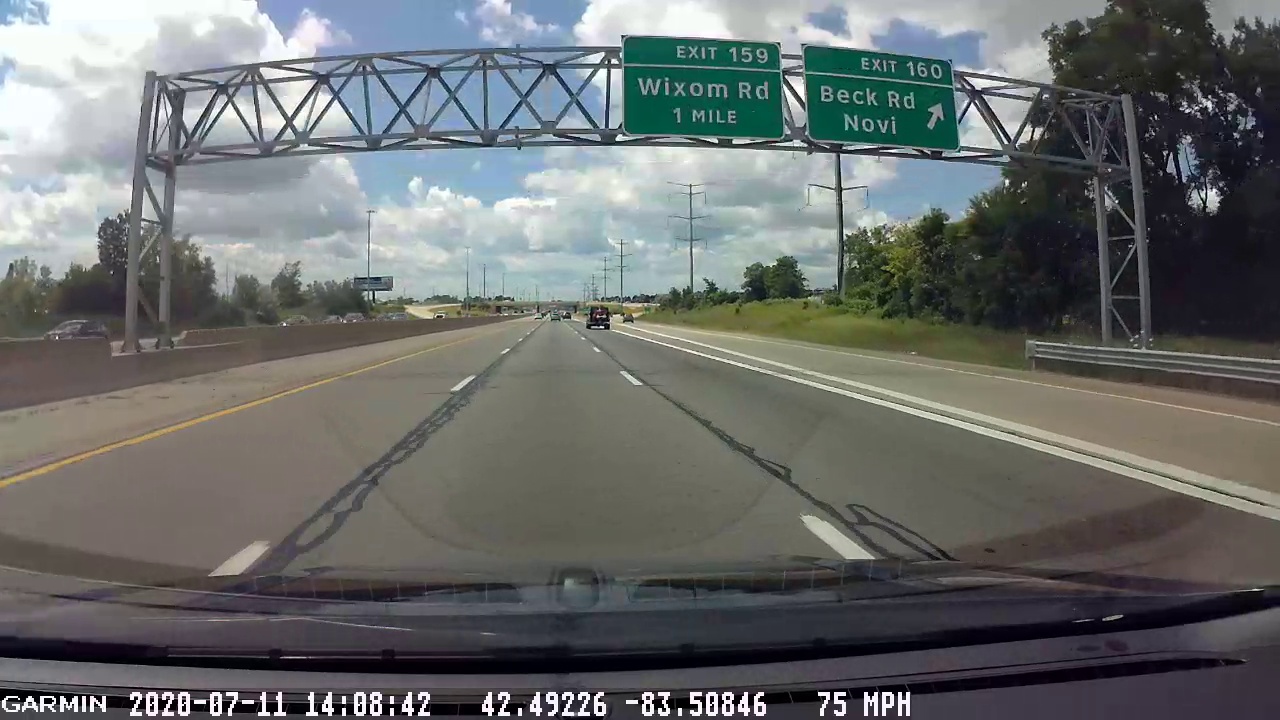 EXIT 159
Wixom Rd
1 MILE
EXIT 160
Beck Rd
Novi
GARMIN 2020-07-11 14:08:42 42.49226 -83.50846 75 MPH